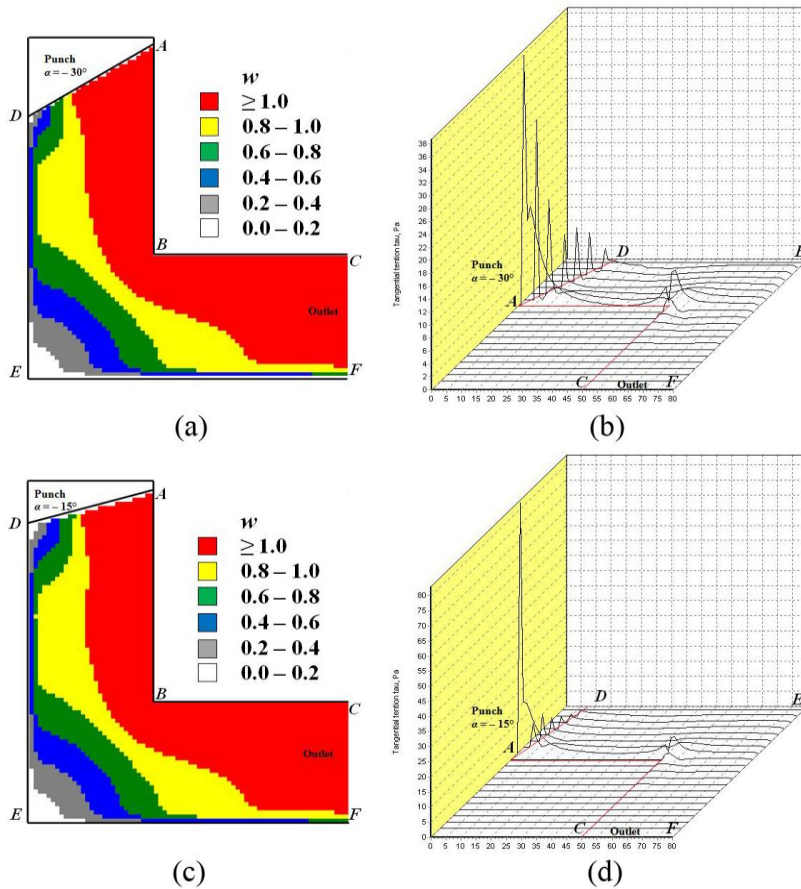 A
Punch
α = – 30°
D
w
≥ 1.0
0.8 – 1.0
0.6 – 0.8
0.4 – 0.6
0.2 – 0.4
0.0 – 0.2
B
C
Outlet
E
F
(a)
38
36
34
32
30
28
26
24
22
20
18
16
14
12
10
8
6
4
2
0
Tangential tention tau, Pa
Punch
α = – 30°
A
D
E
C
Outlet
F
0 5 10 15 20 25 30 35 40 45 50 55 60 65 70 75 80
(b)
Punch
α = – 15°
A
D
w
≥ 1.0
0.8 – 1.0
0.6 – 0.8
0.4 – 0.6
0.2 – 0.4
0.0 – 0.2
B
C
Outlet
E
F
(c)
80
75
70
65
60
55
50
45
40
35
30
25
20
15
10
5
0
Tangential tention tau, Pa
Punch
α = – 15°
A
D
E
C
Outlet
F
0 5 10 15 20 25 30 35 40 45 50 55 60 65 70 75 80
(d)